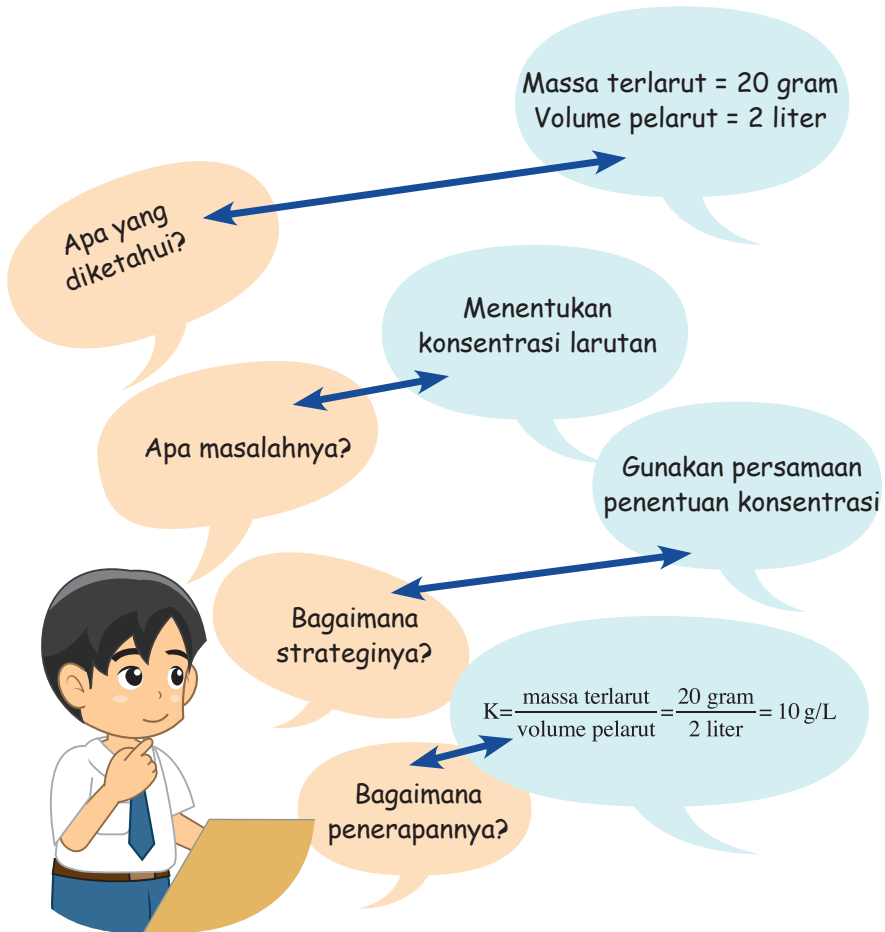 Massa terlarut = 20 gram
Volume pelarut = 2 liter
Apa yang
diketahui?
Menentukan
konsentrasi larutan
Apa masalahnya?
Gunakan persamaan
penentuan konsentrasi
Bagaimana
strateginya?
K= massa terlarut / volume pelarut = 20 gram / 2 liter = 10 g/L
Bagaimana
penerapannya?